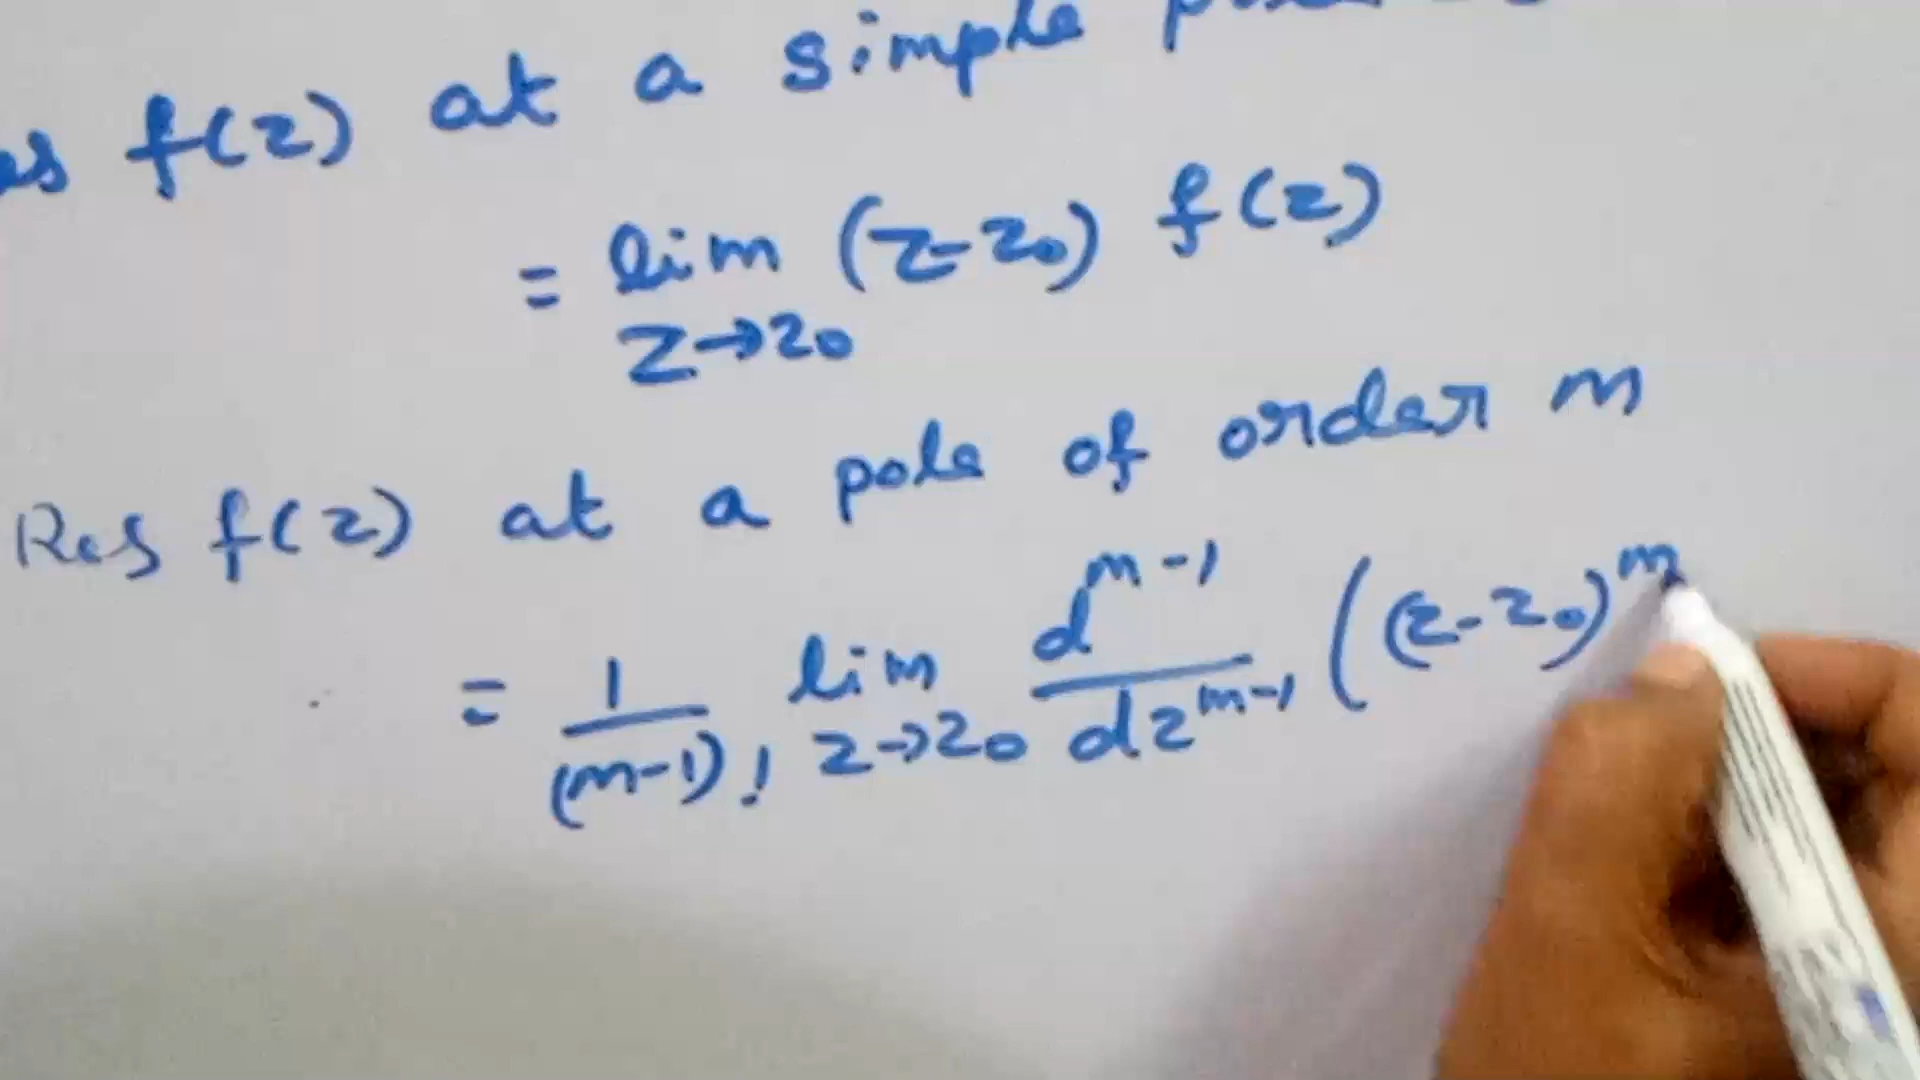 f(z) at a simple
= lim (z-z₀) f(z)
z→z₀
Res f(z) at a pole of order m
= 1/(m-1)! lim z→z₀ d^(m-1)/dz^(m-1) ((z-z₀)^m